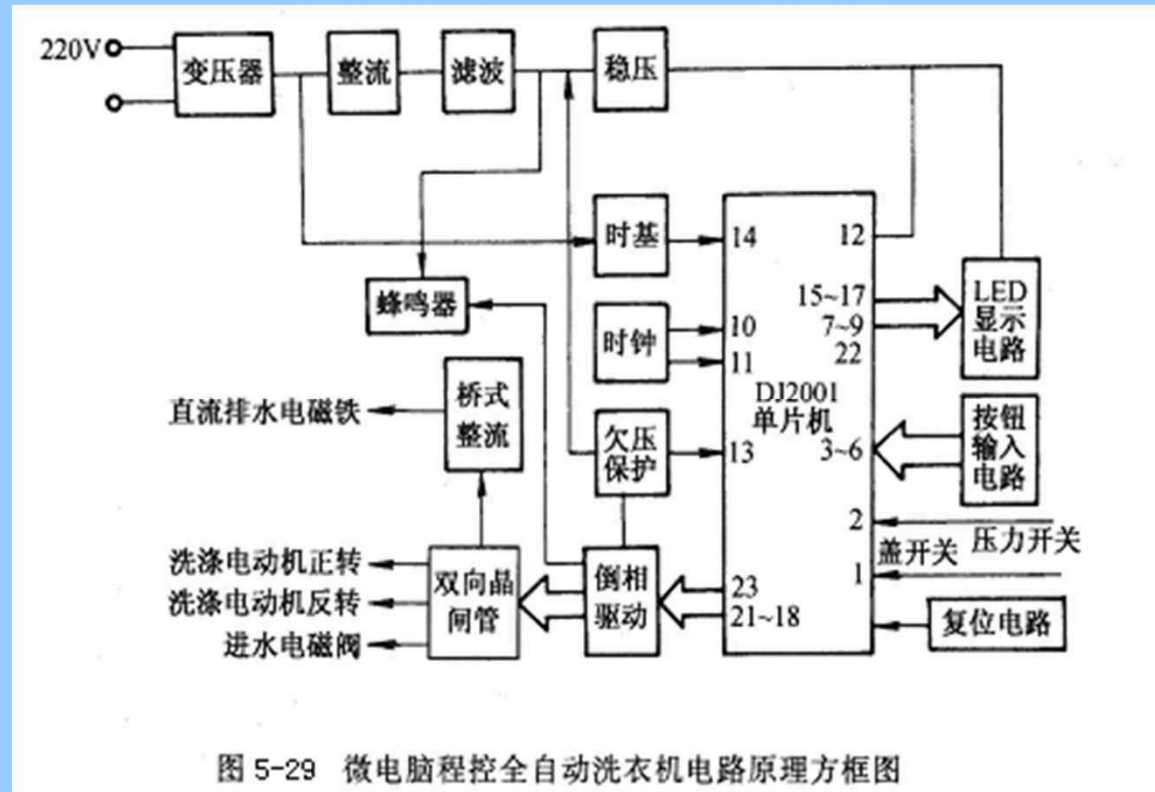 220V
变压器
整流
滤波
稳压
时基
14
12
蜂鸣器
时钟
10
11
15~17
7~9
22
LED
显示
电路
DJ2001
单片机
桥式
整流
直流排水电磁铁
欠压
保护
13
3~6
按钮
输入
电路
2
压力开关
盖开关
1
洗涤电动机正转
洗涤电动机反转
进水电磁阀
双向晶
闸管
倒相
驱动
23
21~18
复位电路
图 5-29 微电脑程控全自动洗衣机电路原理方框图